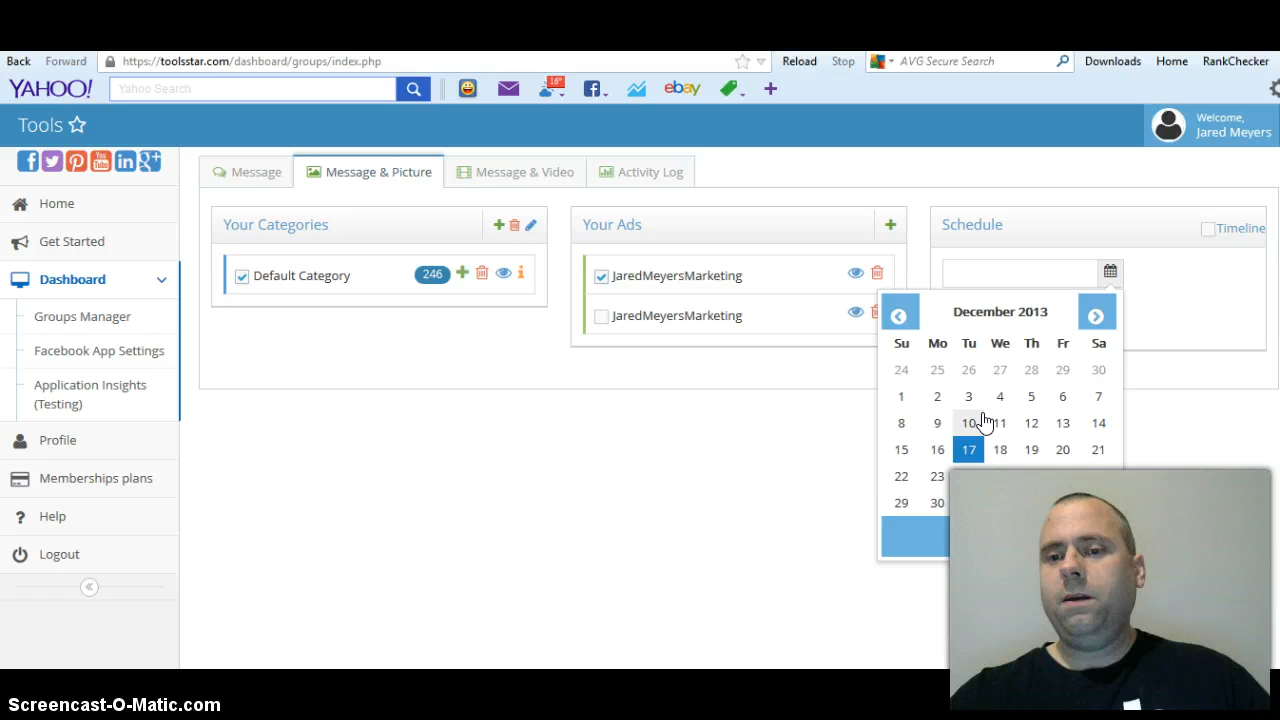 Back Forward https://toolsstar.com/dashboard/groups/index.php Reload Stop AVG Secure Search Downloads Home RankChecker
YAHOO! Yahoo Search 16° ebay
Tools Welcome,
Jared Meyers
Message Message & Picture Message & Video Activity Log
Home
Get Started
Dashboard
Groups Manager
Facebook App Settings
Application Insights
(Testing)
Profile
Memberships plans
Help
Logout
Your Categories
Default Category 246
Your Ads
JaredMeyersMarketing
JaredMeyersMarketing
Schedule Timeline
December 2013
Su Mo Tu We Th Fr Sa
24 25 26 27 28 29 30
1 2 3 4 5 6 7
8 9 10 11 12 13 14
15 16 17 18 19 20 21
22 23
29 30
Screencast-O-Matic.com